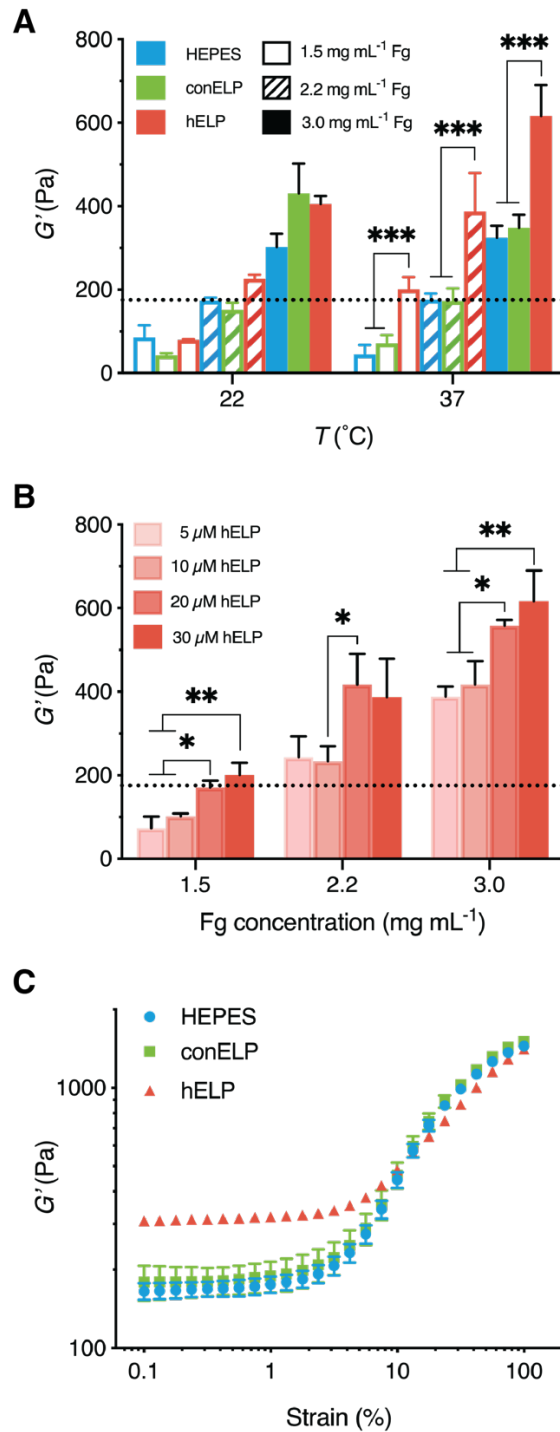 A
800
600
400
200
0
G’ (Pa)
HEPES
conELP
hELP
1.5 mg mL⁻¹ Fg
2.2 mg mL⁻¹ Fg
3.0 mg mL⁻¹ Fg
***
***
***
22
37
T (˚C)
B
800
600
400
200
0
G’ (Pa)
5 µM hELP
10 µM hELP
20 µM hELP
30 µM hELP
**
*
*
**
*
1.5
2.2
3.0
Fg concentration (mg mL⁻¹)
C
1000
100
G’ (Pa)
HEPES
conELP
hELP
0.1
1
10
100
Strain (%)